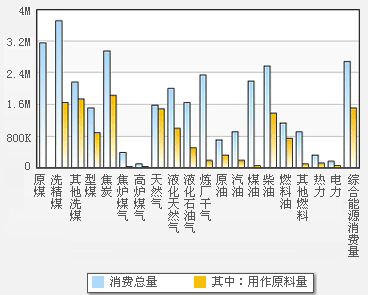 4M
3.2M
2.4M
1.6M
800K
0
原煤
洗精煤
其他洗煤
型煤
焦炭
焦炉煤气
高炉煤气
天然气
液化天然气
液化石油气
炼厂干气
原油
汽油
煤油
柴油
燃料油
其他燃料
热力
电力
综合能源消费量
消费总量
其中：用作原料量